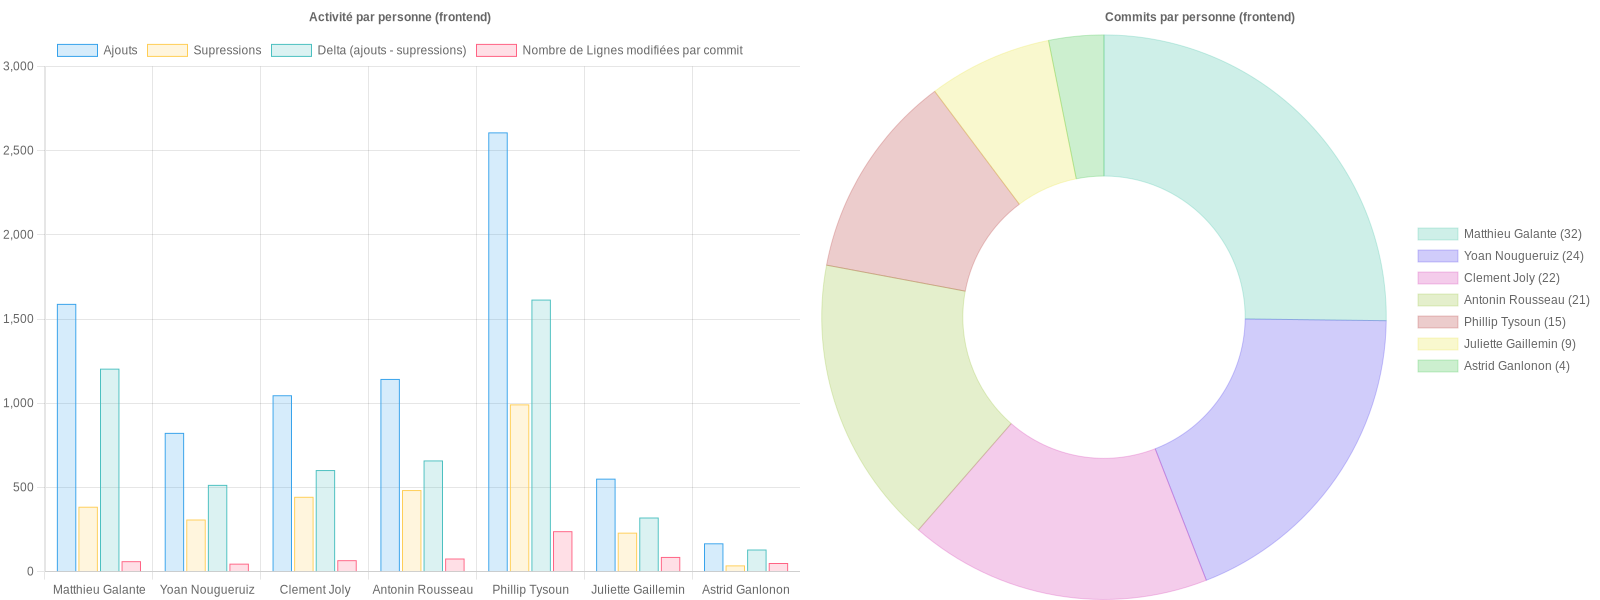 Activité par personne (frontend)
Ajouts
Supressions
Delta (ajouts - supressions)
Nombre de Lignes modifiées par commit
3,000
2,500
2,000
1,500
1,000
500
0
Matthieu Galante
Yoan Nougueruiz
Clement Joly
Antonin Rousseau
Phillip Tysoun
Juliette Gaillemin
Astrid Ganlonon
Commits par personne (frontend)
Matthieu Galante (32)
Yoan Nougueruiz (24)
Clement Joly (22)
Antonin Rousseau (21)
Phillip Tysoun (15)
Juliette Gaillemin (9)
Astrid Ganlonon (4)